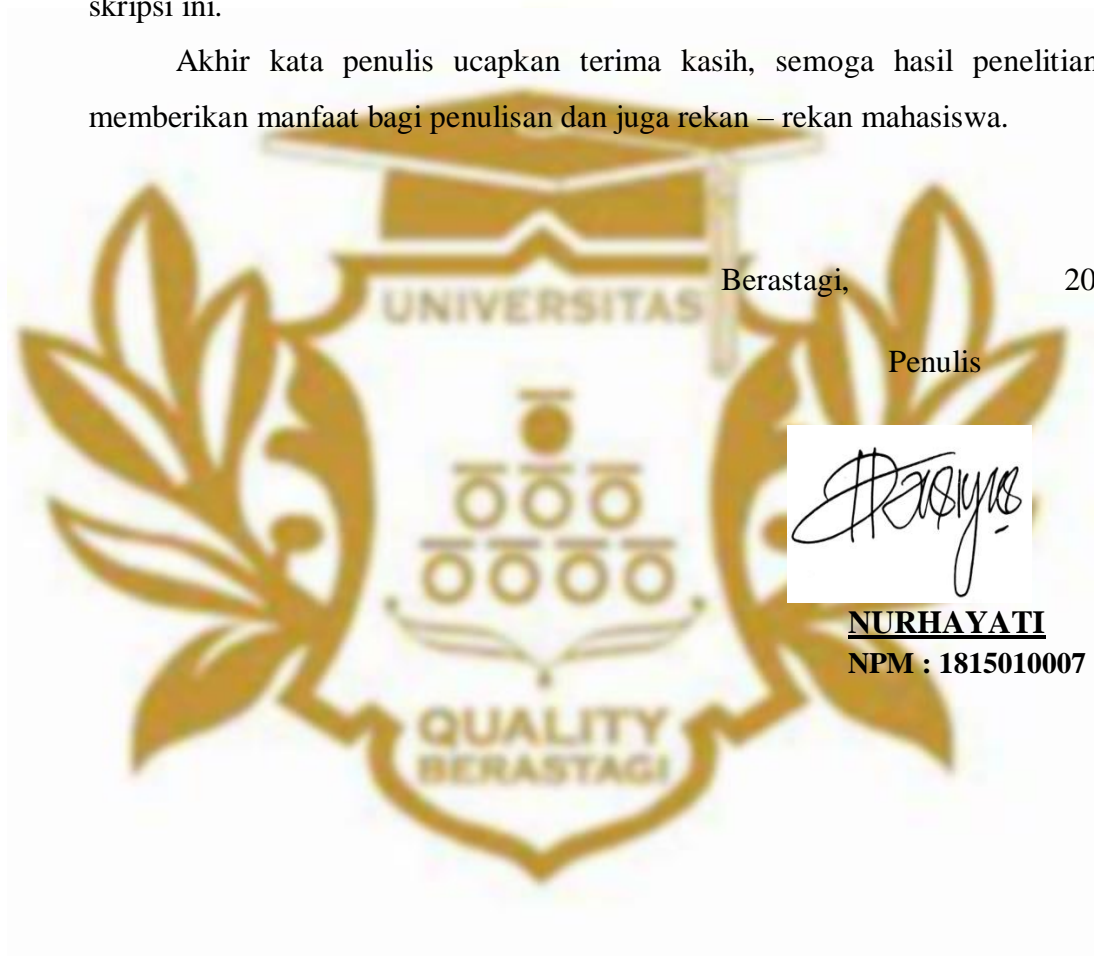 skripsi ini.
Akhir kata penulis ucapkan terima kasih, semoga hasil penelitian
memberikan manfaat bagi penulisan dan juga rekan – rekan mahasiswa.
UNIVERSITAS
Berastagi, 20
Penulis
NURHAYATI
NPM : 1815010007
QUALITY
BERASTAGI